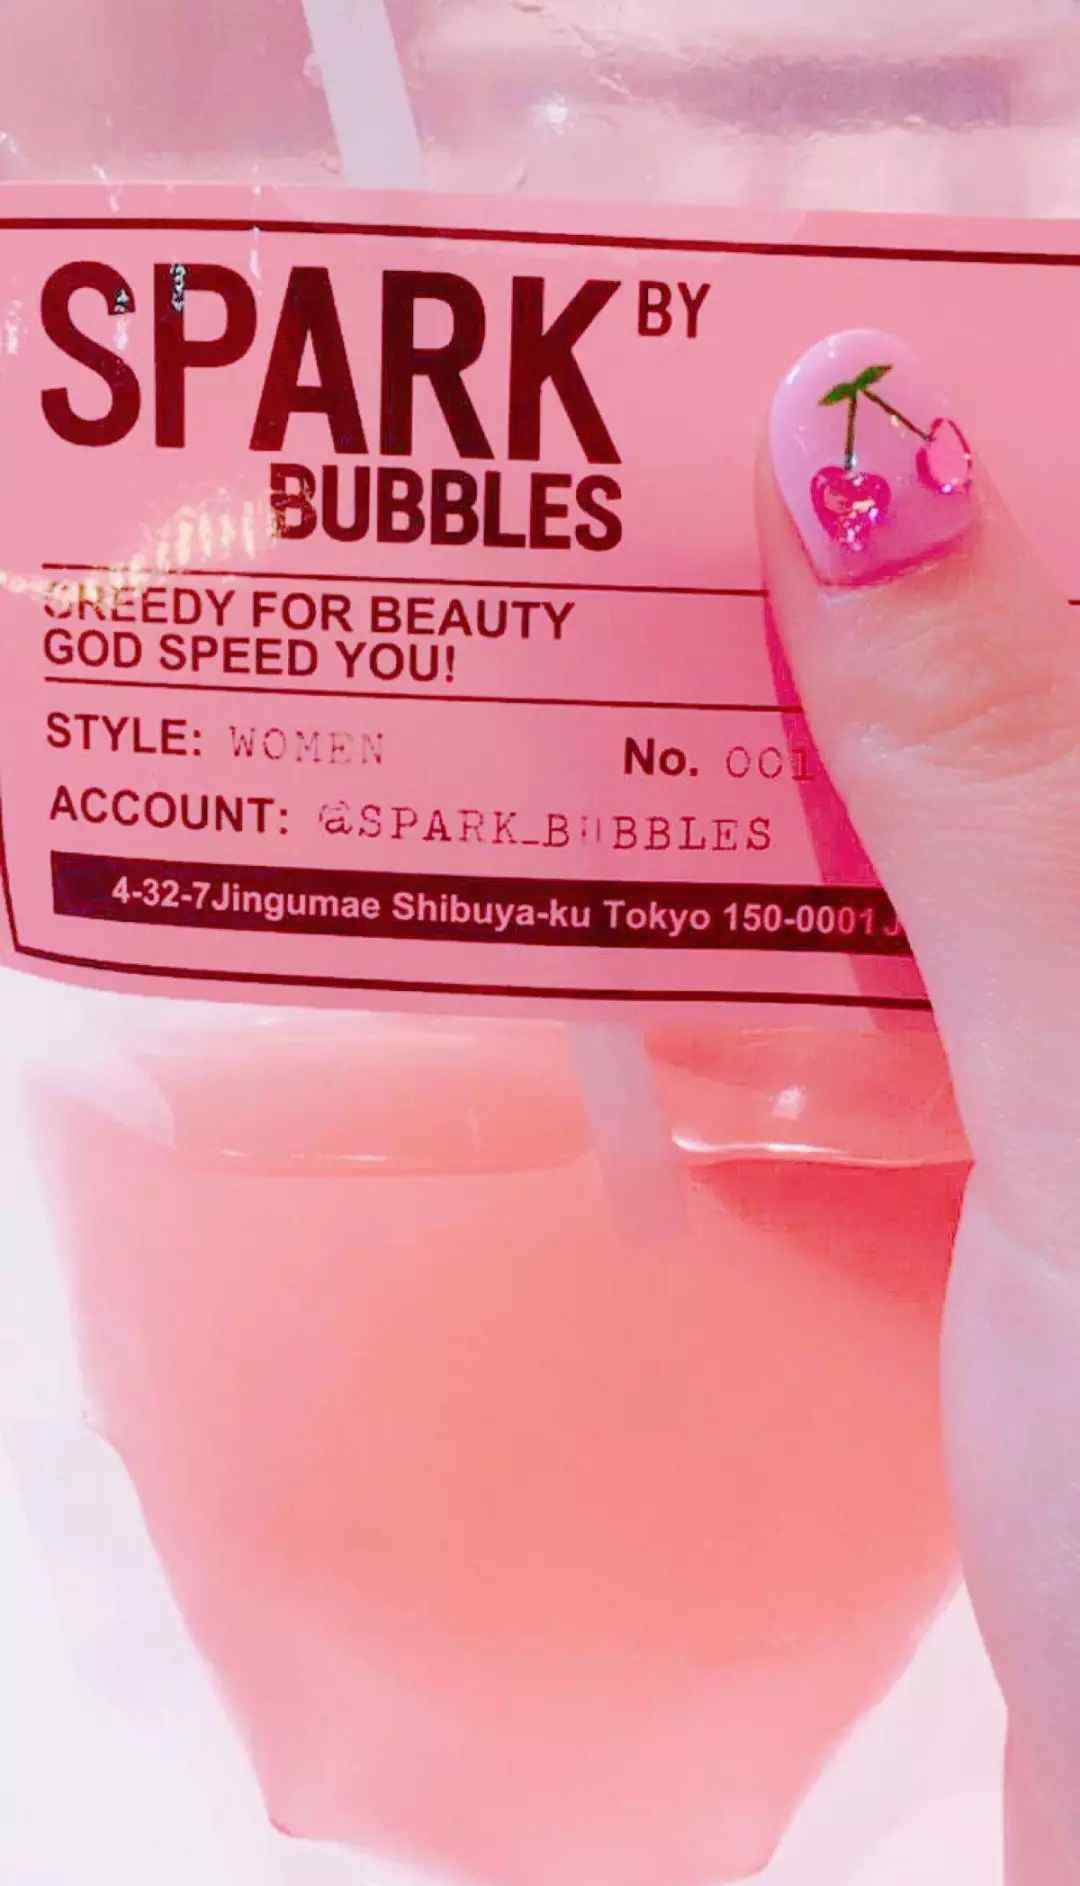 SPARK BY
BUBBLES
GREEDY FOR BEAUTY
GOD SPEED YOU!
STYLE: WOMEN
No. 001
ACCOUNT: @SPARK_BUBBLES
4-32-7Jingumae Shibuya-ku Tokyo 150-0001